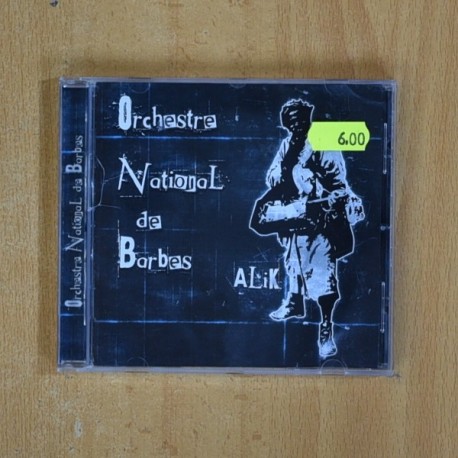 Orchestre National de Barbes
Orchestre
6.00
National
de
Barbes
ALiK